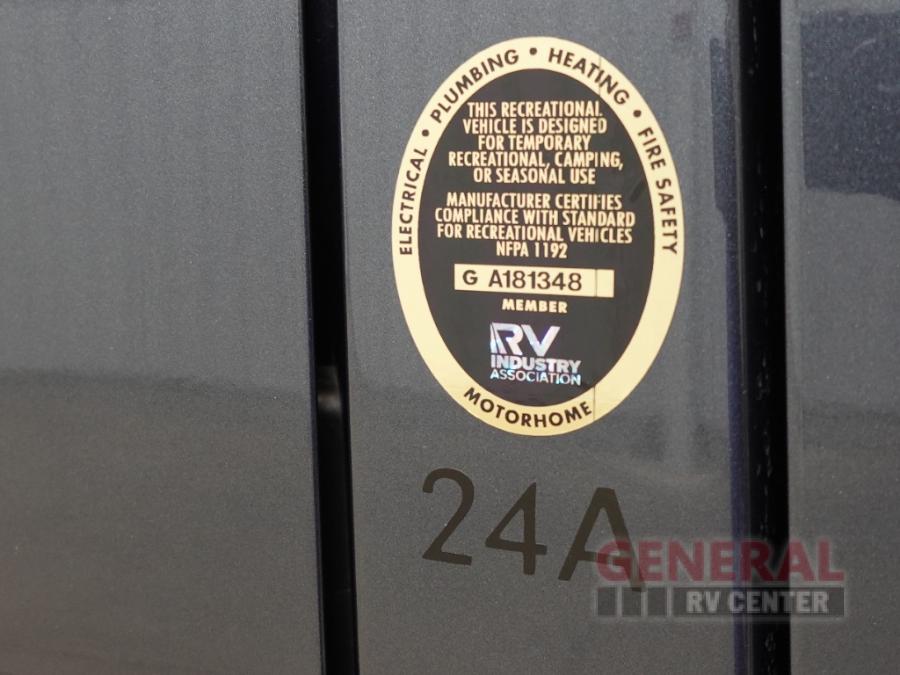 ELECTRICAL • PLUMBING • HEATING • FIRE SAFETY
THIS RECREATIONAL
VEHICLE IS DESIGNED
FOR TEMPORARY
RECREATIONAL, CAMPING,
OR SEASONAL USE
MANUFACTURER CERTIFIES
COMPLIANCE WITH STANDARD
FOR RECREATIONAL VEHICLES
NFPA 1192
G A181348
MEMBER
RV
INDUSTRY
ASSOCIATION
MOTORHOME
24A
GENERAL
RV CENTER